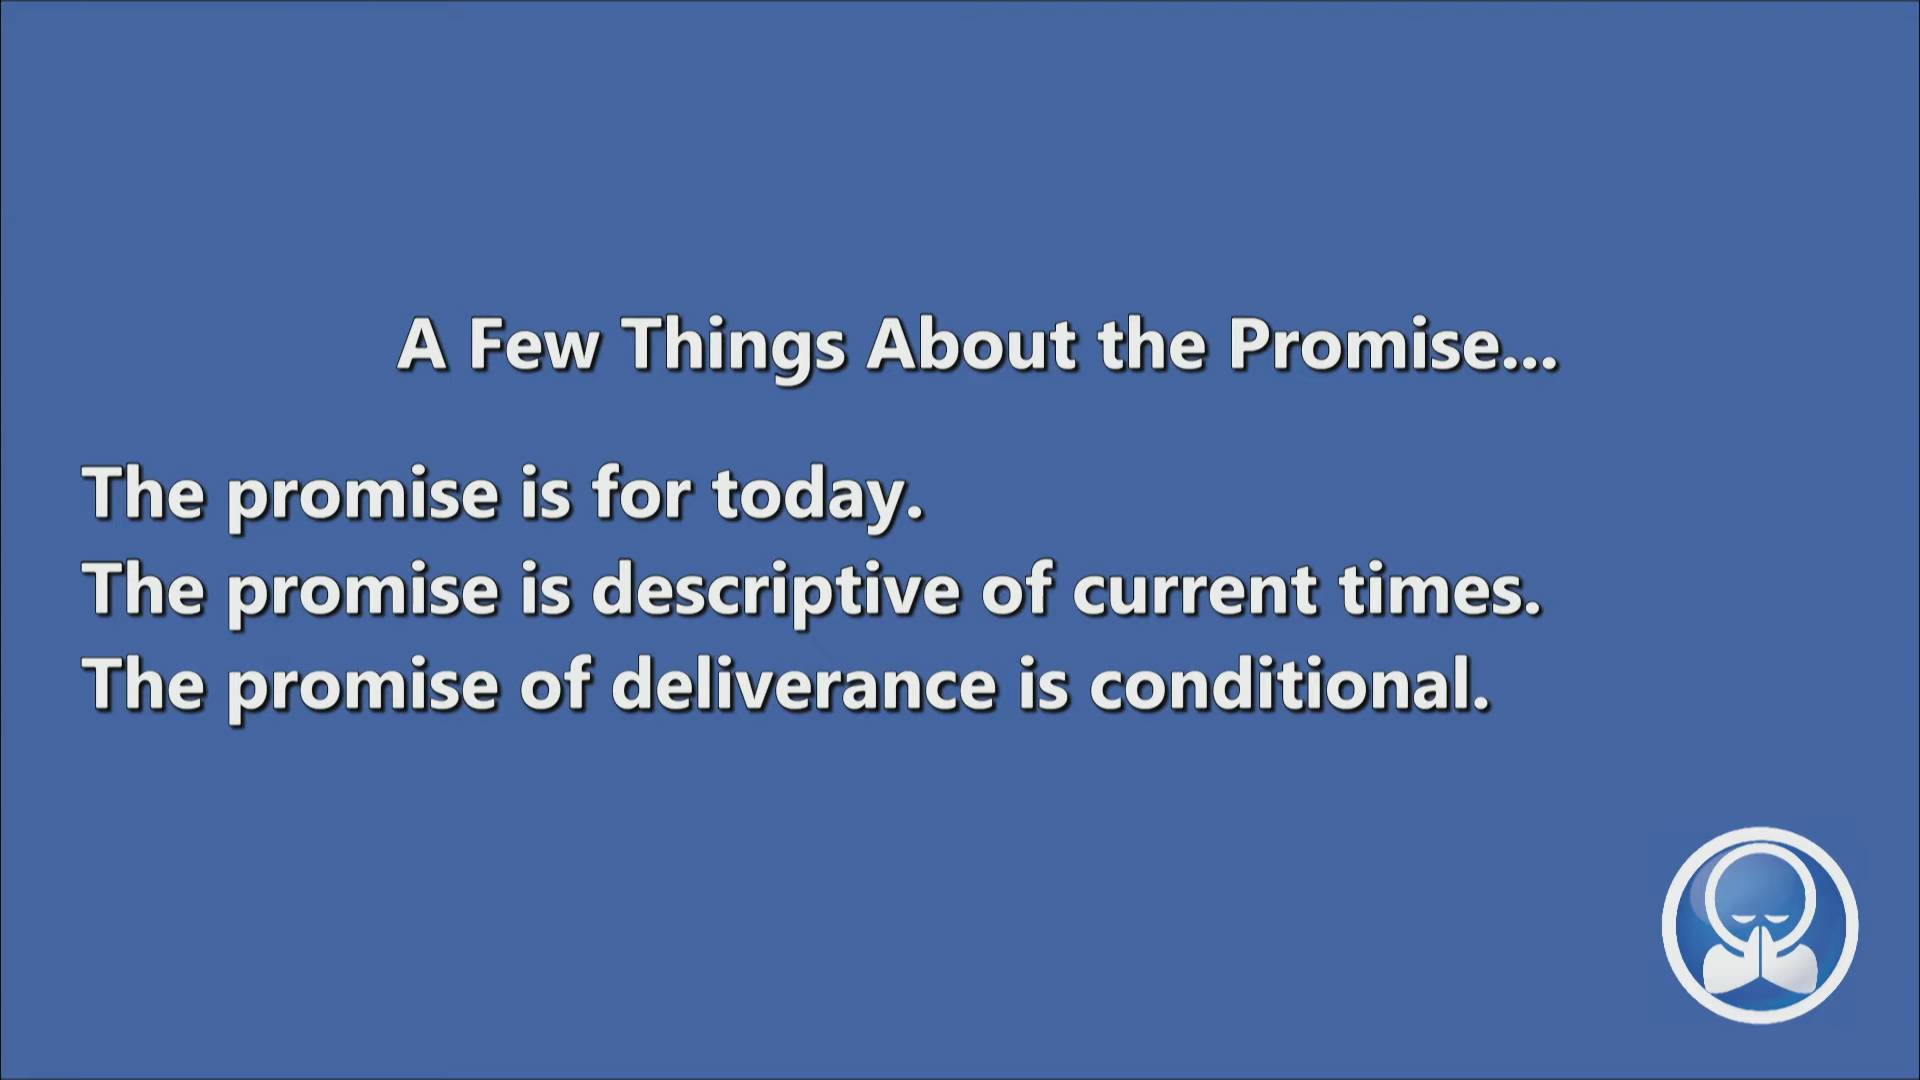 A Few Things About the Promise...
The promise is for today.
The promise is descriptive of current times.
The promise of deliverance is conditional.